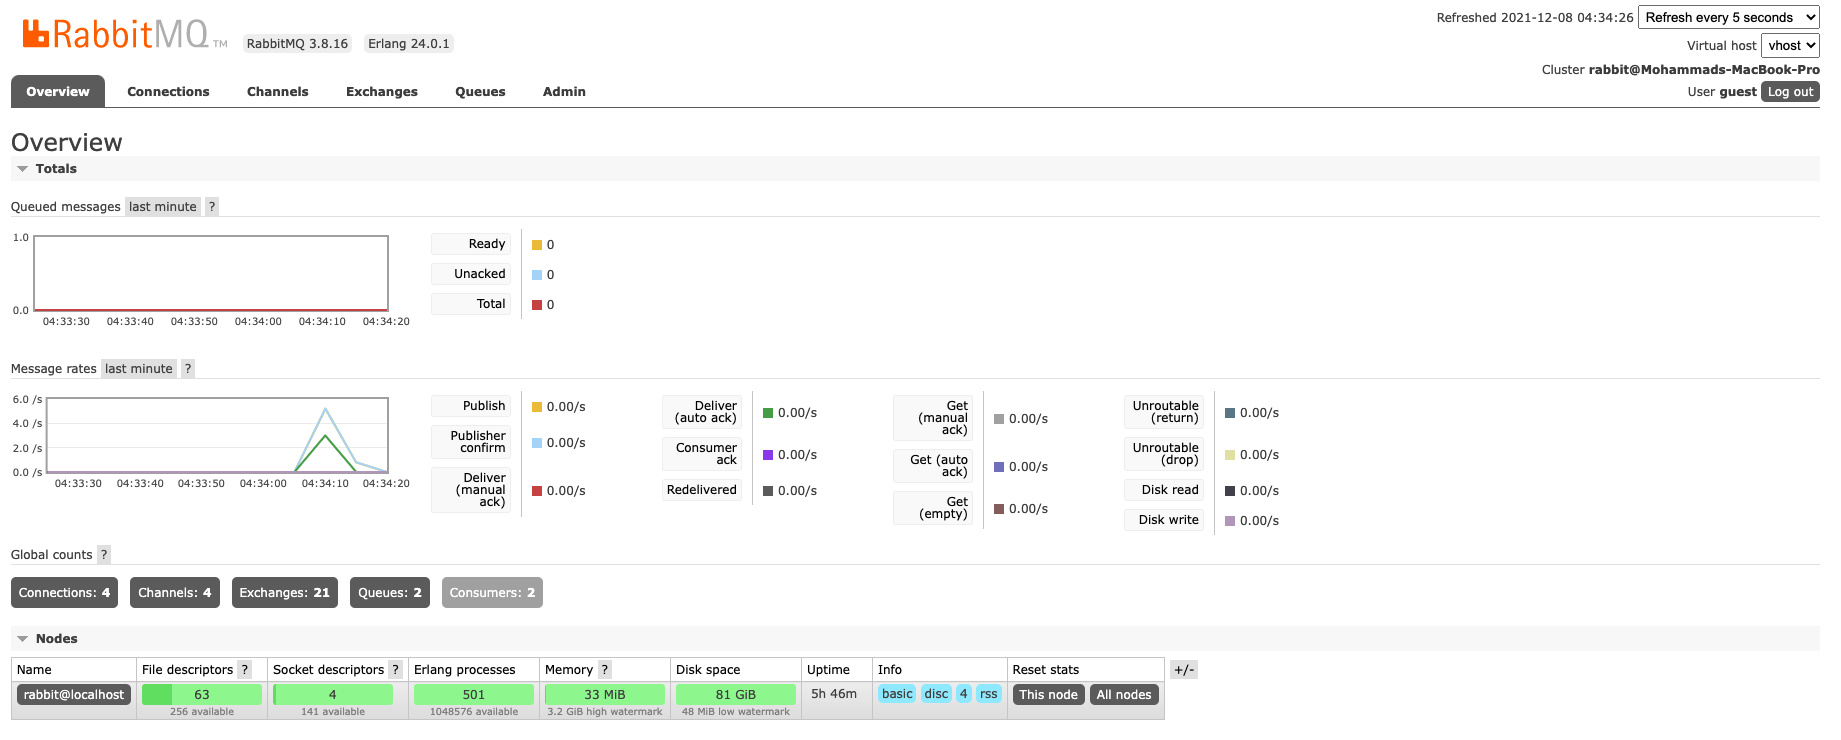 RabbitMQ TM RabbitMQ 3.8.16 Erlang 24.0.1
Refreshed 2021-12-08 04:34:26 Refresh every 5 seconds
Virtual host vhost
Cluster rabbit@Mohammads-MacBook-Pro
User guest Log out
Overview Connections Channels Exchanges Queues Admin
Overview
Totals
Queued messages last minute ?
1.0
0.0
04:33:30 04:33:40 04:33:50 04:34:00 04:34:10 04:34:20
Ready 0
Unacked 0
Total 0
Message rates last minute ?
6.0 /s
4.0 /s
2.0 /s
0.0 /s
04:33:30 04:33:40 04:33:50 04:34:00 04:34:10 04:34:20
Publish 0.00/s
Publisher
confirm 0.00/s
Deliver
(manual
ack) 0.00/s
Deliver
(auto ack) 0.00/s
Consumer
ack 0.00/s
Redelivered 0.00/s
Get
(manual
ack) 0.00/s
Get (auto
ack) 0.00/s
Get
(empty) 0.00/s
Unroutable
(return) 0.00/s
Unroutable
(drop) 0.00/s
Disk read 0.00/s
Disk write 0.00/s
Global counts ?
Connections: 4 Channels: 4 Exchanges: 21 Queues: 2 Consumers: 2
Nodes
Name File descriptors ? Socket descriptors ? Erlang processes Memory ? Disk space Uptime Info Reset stats +/-
rabbit@localhost 63 4 501 33 MiB 81 GiB 5h 46m basic disc 4 rss This node All nodes
256 available 141 available 1048576 available 3.2 GiB high watermark 48 MiB low watermark